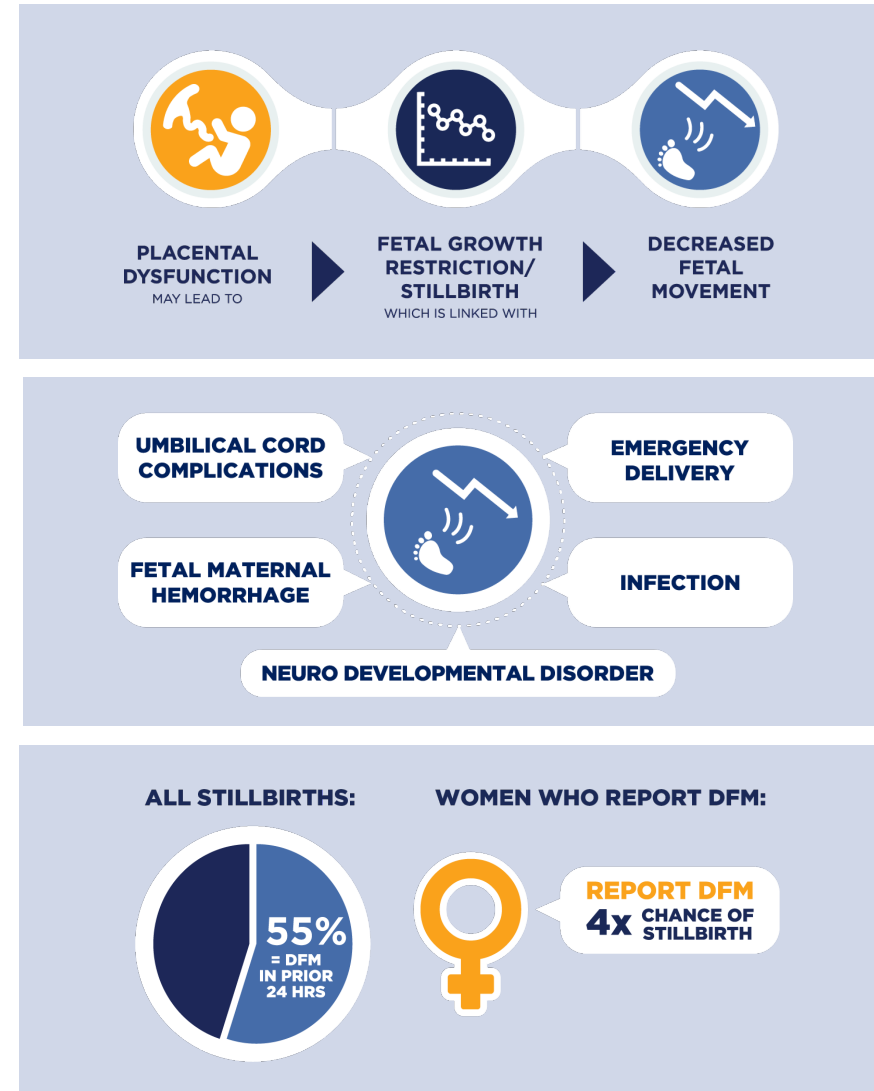 PLACENTAL
DYSFUNCTION
MAY LEAD TO
FETAL GROWTH
RESTRICTION/
STILLBIRTH
WHICH IS LINKED WITH
DECREASED
FETAL
MOVEMENT
UMBILICAL CORD
COMPLICATIONS
EMERGENCY
DELIVERY
FETAL MATERNAL
HEMORRHAGE
INFECTION
NEURO DEVELOPMENTAL DISORDER
ALL STILLBIRTHS:
55%
= DFM
IN PRIOR
24 HRS
WOMEN WHO REPORT DFM:
REPORT DFM
4x CHANCE OF
STILLBIRTH